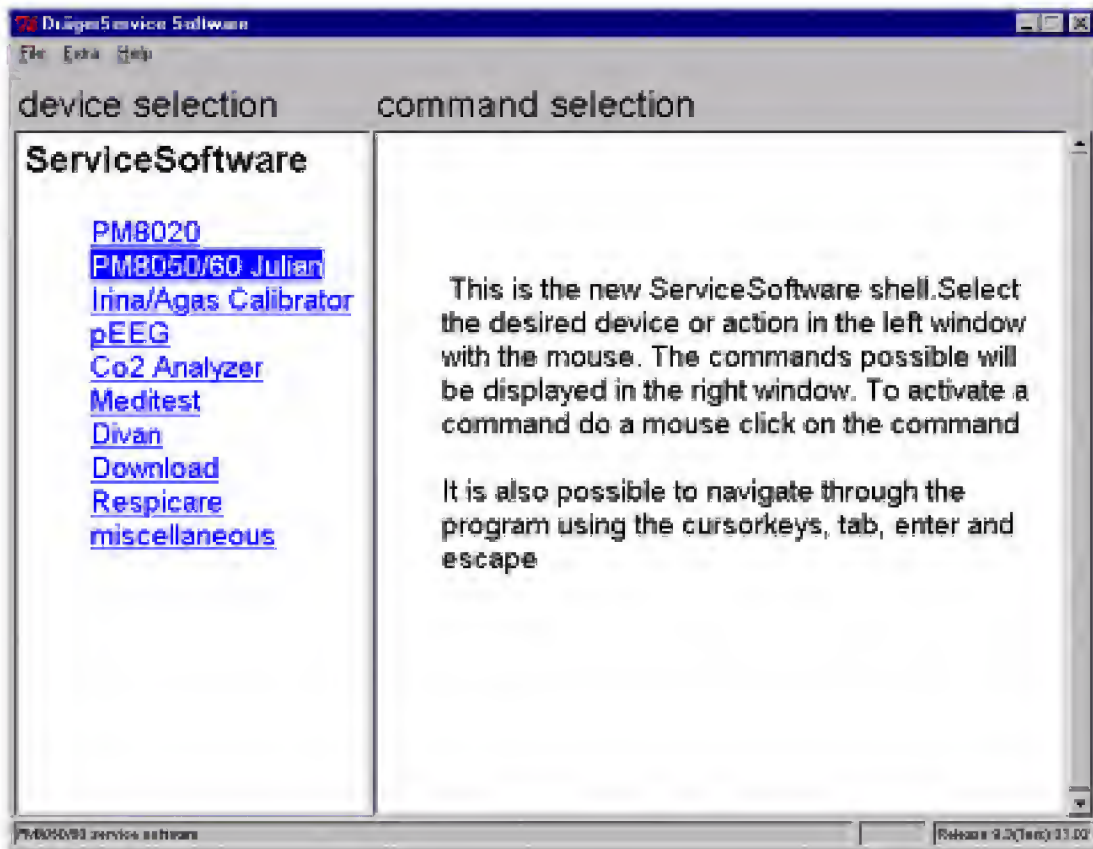 DrägerService Software
File Extra Help
device selection
command selection
ServiceSoftware
PM8020
PM8050/60 Julian
Irina/Agas Calibrator
pEEG
Co2 Analyzer
Meditest
Divan
Download
Respicare
miscellaneous
This is the new ServiceSoftware shell.Select
the desired device or action in the left window
with the mouse. The commands possible will
be displayed in the right window. To activate a
command do a mouse click on the command
It is also possible to navigate through the
program using the cursorkeys, tab, enter and
escape
PM8050/60 service software
Release